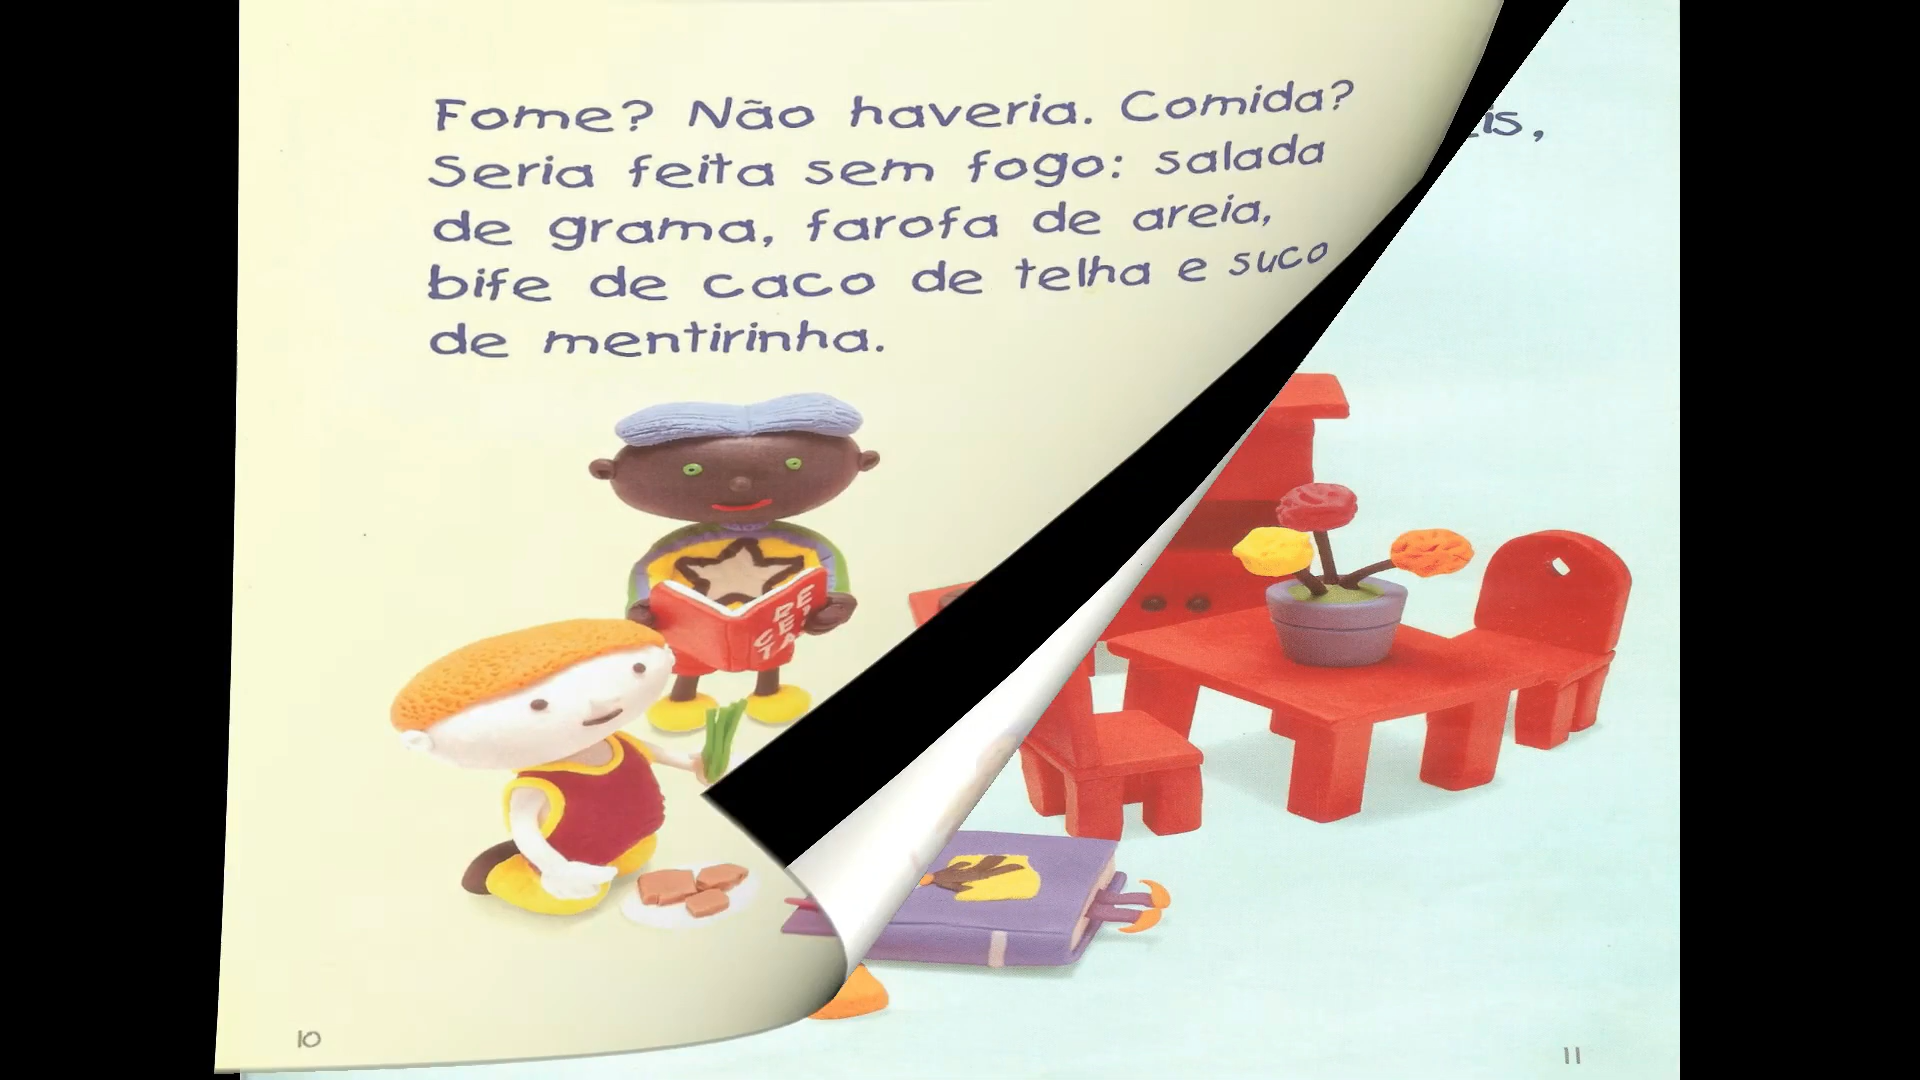 Fome? Não haveria. Comida?
Seria feita sem fogo: salada
de grama, farofa de areia,
bife de caco de telha e suco
de mentirinha.
10
11